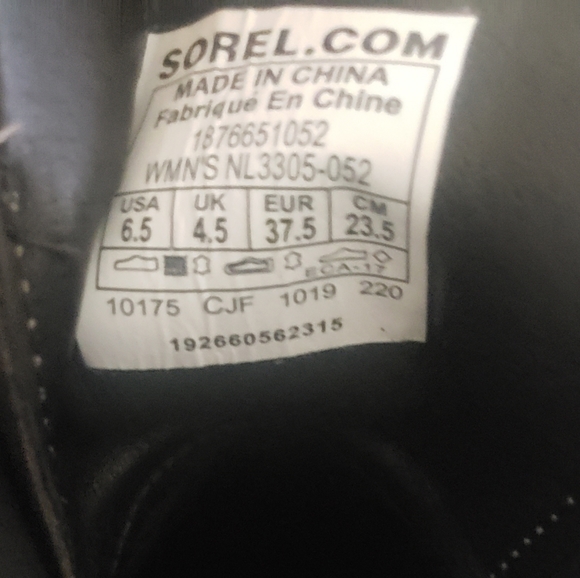 SOREL.COM
MADE IN CHINA
Fabrique En Chine
1876651052
WMN'S NL3305-052
USA UK EUR CM
6.5 4.5 37.5 23.5
ECA-17
10175 CJF 1019 220
192660562315